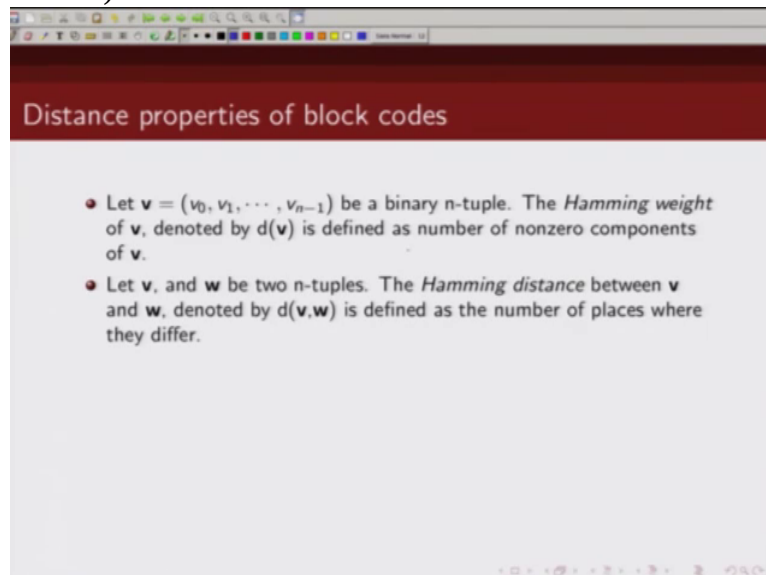 Distance properties of block codes
Let v = (v₀, v₁, ⋯ , vₙ₋₁) be a binary n-tuple. The Hamming weight
of v, denoted by d(v) is defined as number of nonzero components
of v.
Let v, and w be two n-tuples. The Hamming distance between v
and w, denoted by d(v,w) is defined as the number of places where
they differ.